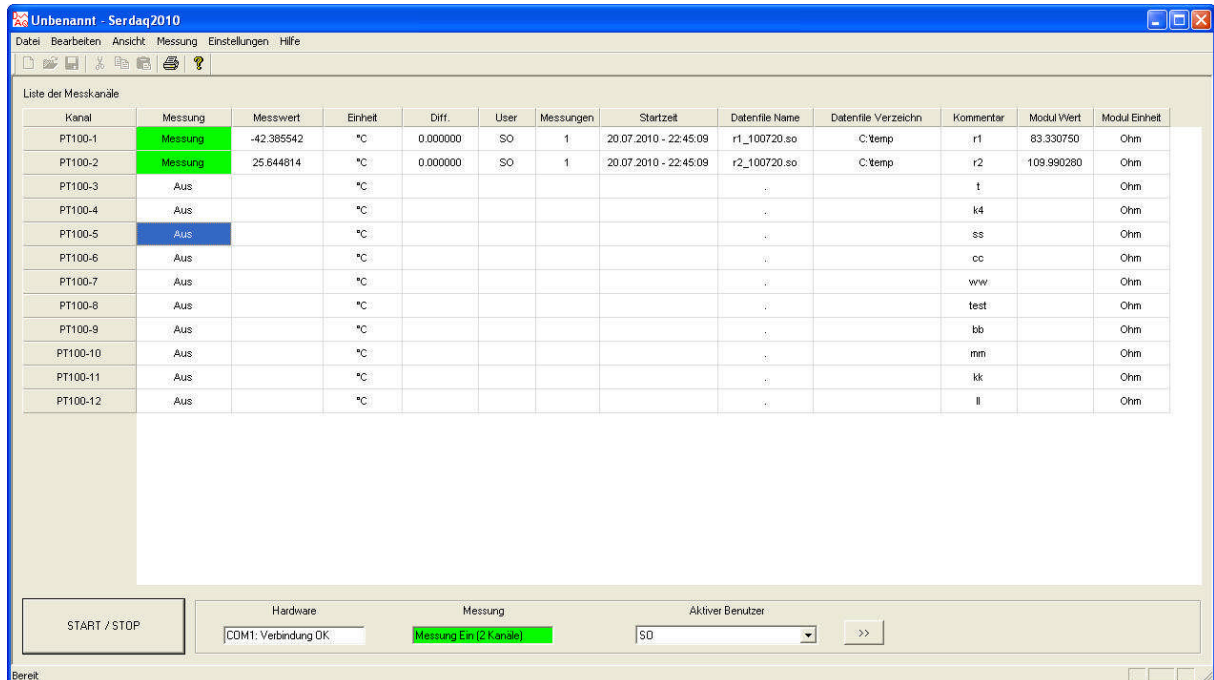 Unbenannt - Serdaq2010
Datei Bearbeiten Ansicht Messung Einstellungen Hilfe
Liste der Messkanäle
Kanal Messung Messwert Einheit Diff. User Messungen Startzeit Datenfile Name Datenfile Verzeichn Kommentar Modul Wert Modul Einheit
PT100-1 Messung -42.385542 °C 0.000000 SO 1 20.07.2010 - 22:45:09 r1_100720.so C:\temp r1 83.330750 Ohm
PT100-2 Messung 25.644814 °C 0.000000 SO 1 20.07.2010 - 22:45:09 r2_100720.so C:\temp r2 109.990280 Ohm
PT100-3 Aus °C . t Ohm
PT100-4 Aus °C . k4 Ohm
PT100-5 Aus °C . ss Ohm
PT100-6 Aus °C . cc Ohm
PT100-7 Aus °C . ww Ohm
PT100-8 Aus °C . test Ohm
PT100-9 Aus °C . bb Ohm
PT100-10 Aus °C . mm Ohm
PT100-11 Aus °C . kk Ohm
PT100-12 Aus °C . ll Ohm
START / STOP
Hardware Messung Aktiver Benutzer
COM1: Verbindung OK Messung Ein (2 Kanäle) SO >>
Bereit